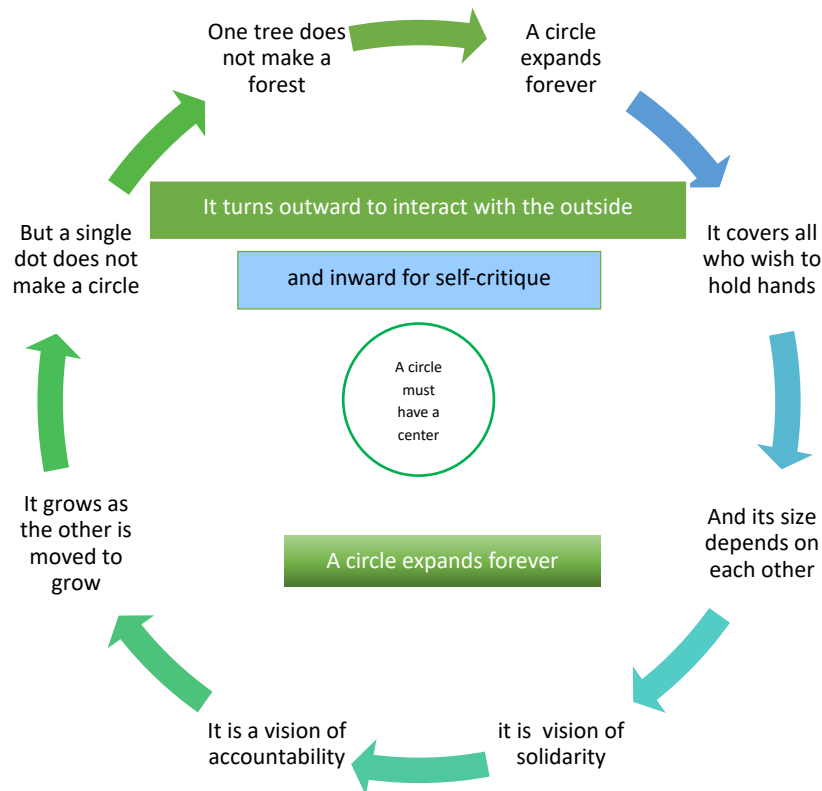 One tree does
not make a
forest
A circle
expands
forever
It turns outward to interact with the outside
But a single
dot does not
make a circle
It covers all
who wish to
hold hands
and inward for self-critique
A circle
must
have a
center
It grows as
the other is
moved to
grow
And its size
depends on
each other
A circle expands forever
It is a vision of
accountability
it is  vision of
solidarity